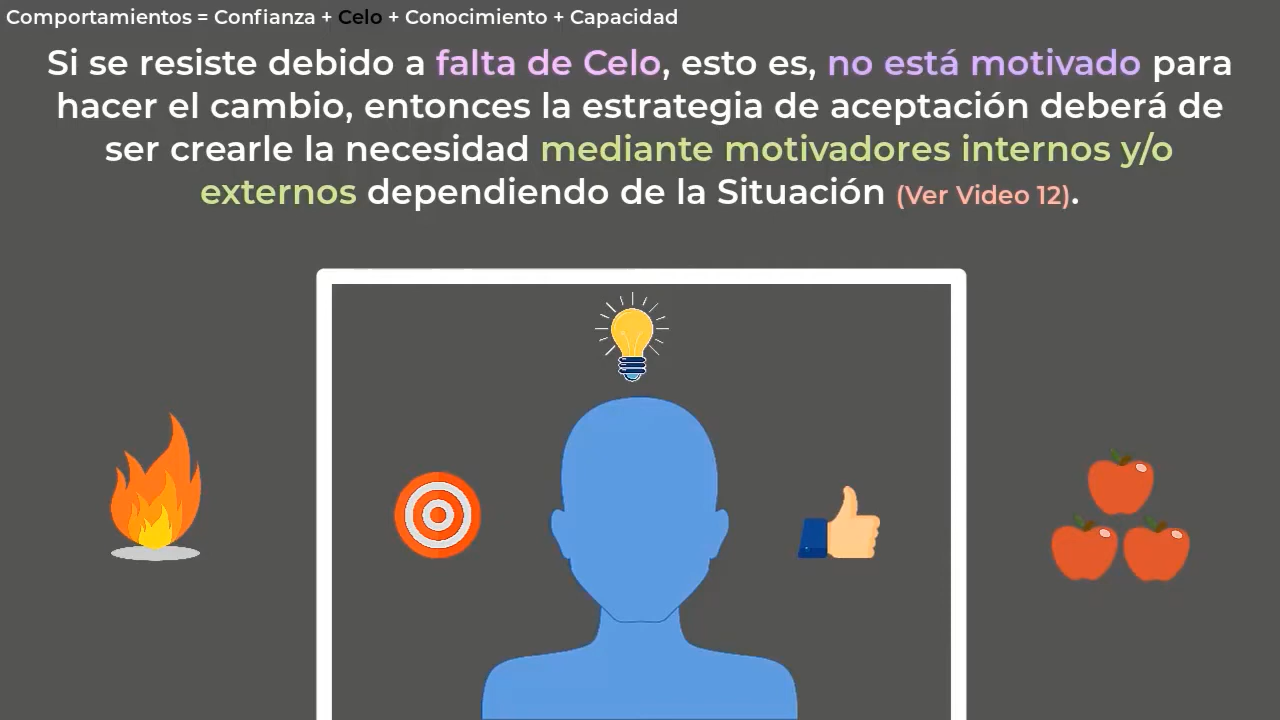 Comportamientos = Confianza + Celo + Conocimiento + Capacidad
Si se resiste debido a falta de Celo, esto es, no está motivado para
hacer el cambio, entonces la estrategia de aceptación deberá de
ser crearle la necesidad mediante motivadores internos y/o
externos dependiendo de la Situación (Ver Video 12).